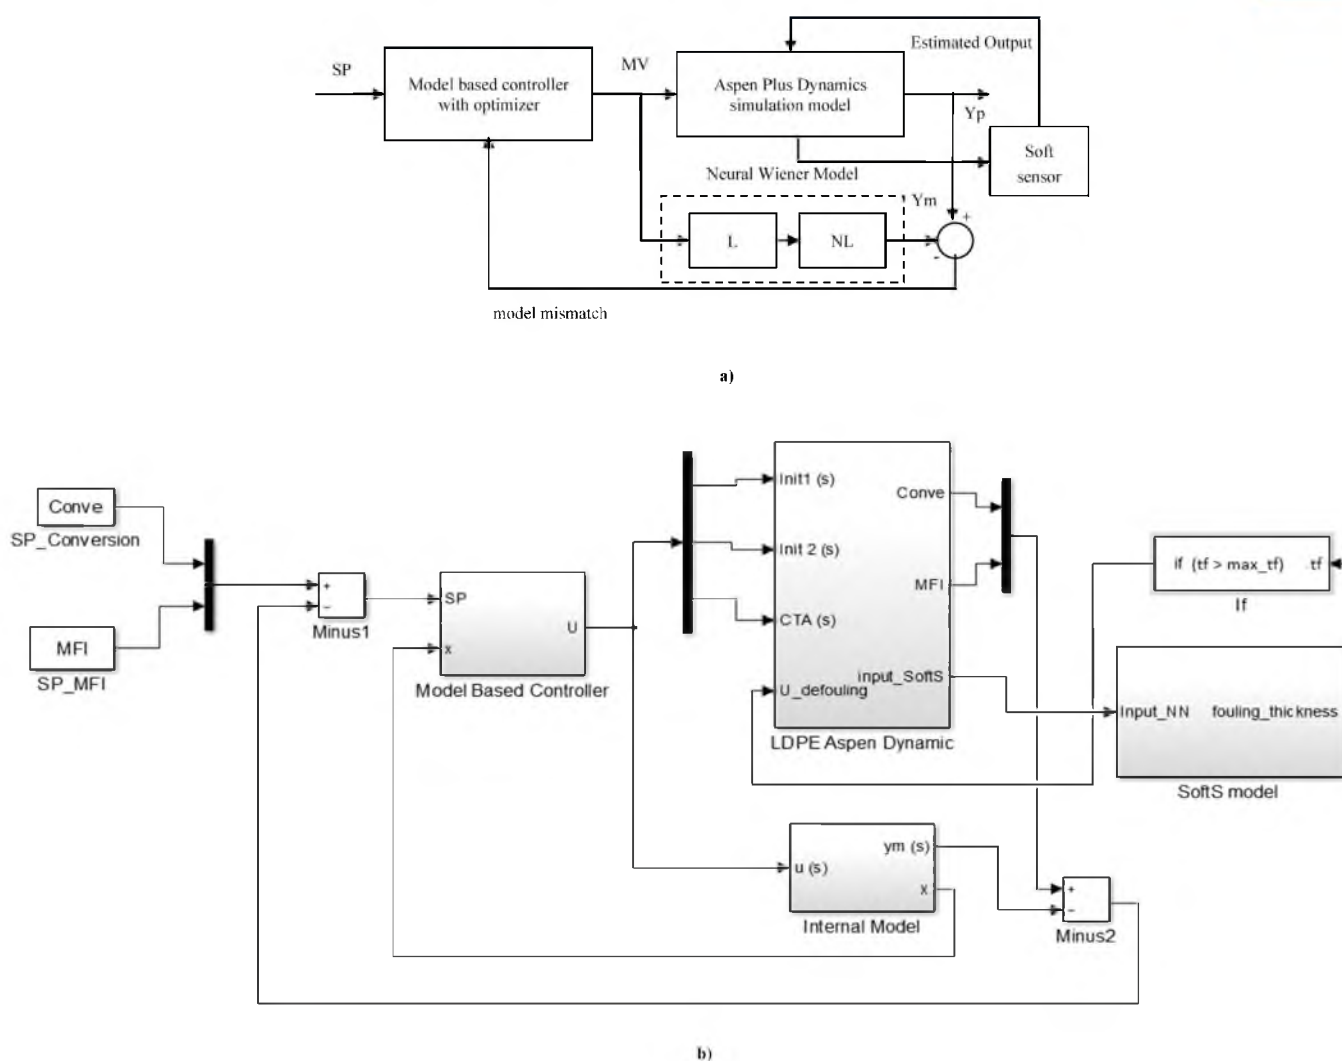 Estimated Output
SP
MV
Model based controller
with optimizer
Aspen Plus Dynamics
simulation model
Yp
Soft
sensor
Neural Wiener Model
Ym
+
L
NL
-
model mismatch
a)
Conve
SP_Conversion
MFI
SP_MFI
+
−
Minus1
SP
x
U
Model Based Controller
Init1 (s)
Init 2 (s)
CTA (s)
U_defouling
Conve
MFI
input_SoftS
LDPE Aspen Dynamic
if (tf > max_tf) tf
If
Input_NN fouling_thickness
SoftS model
u (s)
ym (s)
x
Internal Model
+
−
Minus2
b)